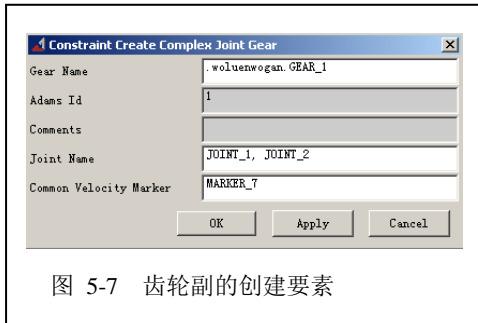 Constraint Create Complex Joint Gear
Gear Name .woluenwogan.GEAR_1
Adams Id 1
Comments
Joint Name JOINT_1, JOINT_2
Common Velocity Marker MARKER_7
OK Apply Cancel
图 5-7 齿轮副的创建要素